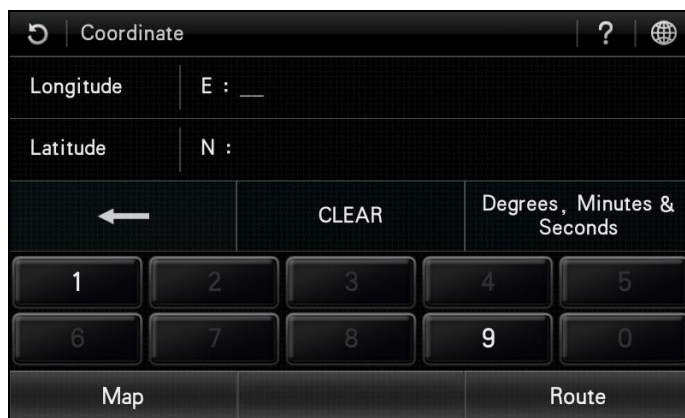 Coordinate ?
Longitude E : __
Latitude N :
← CLEAR Degrees, Minutes &
Seconds
1 2 3 4 5
6 7 8 9 0
Map Route